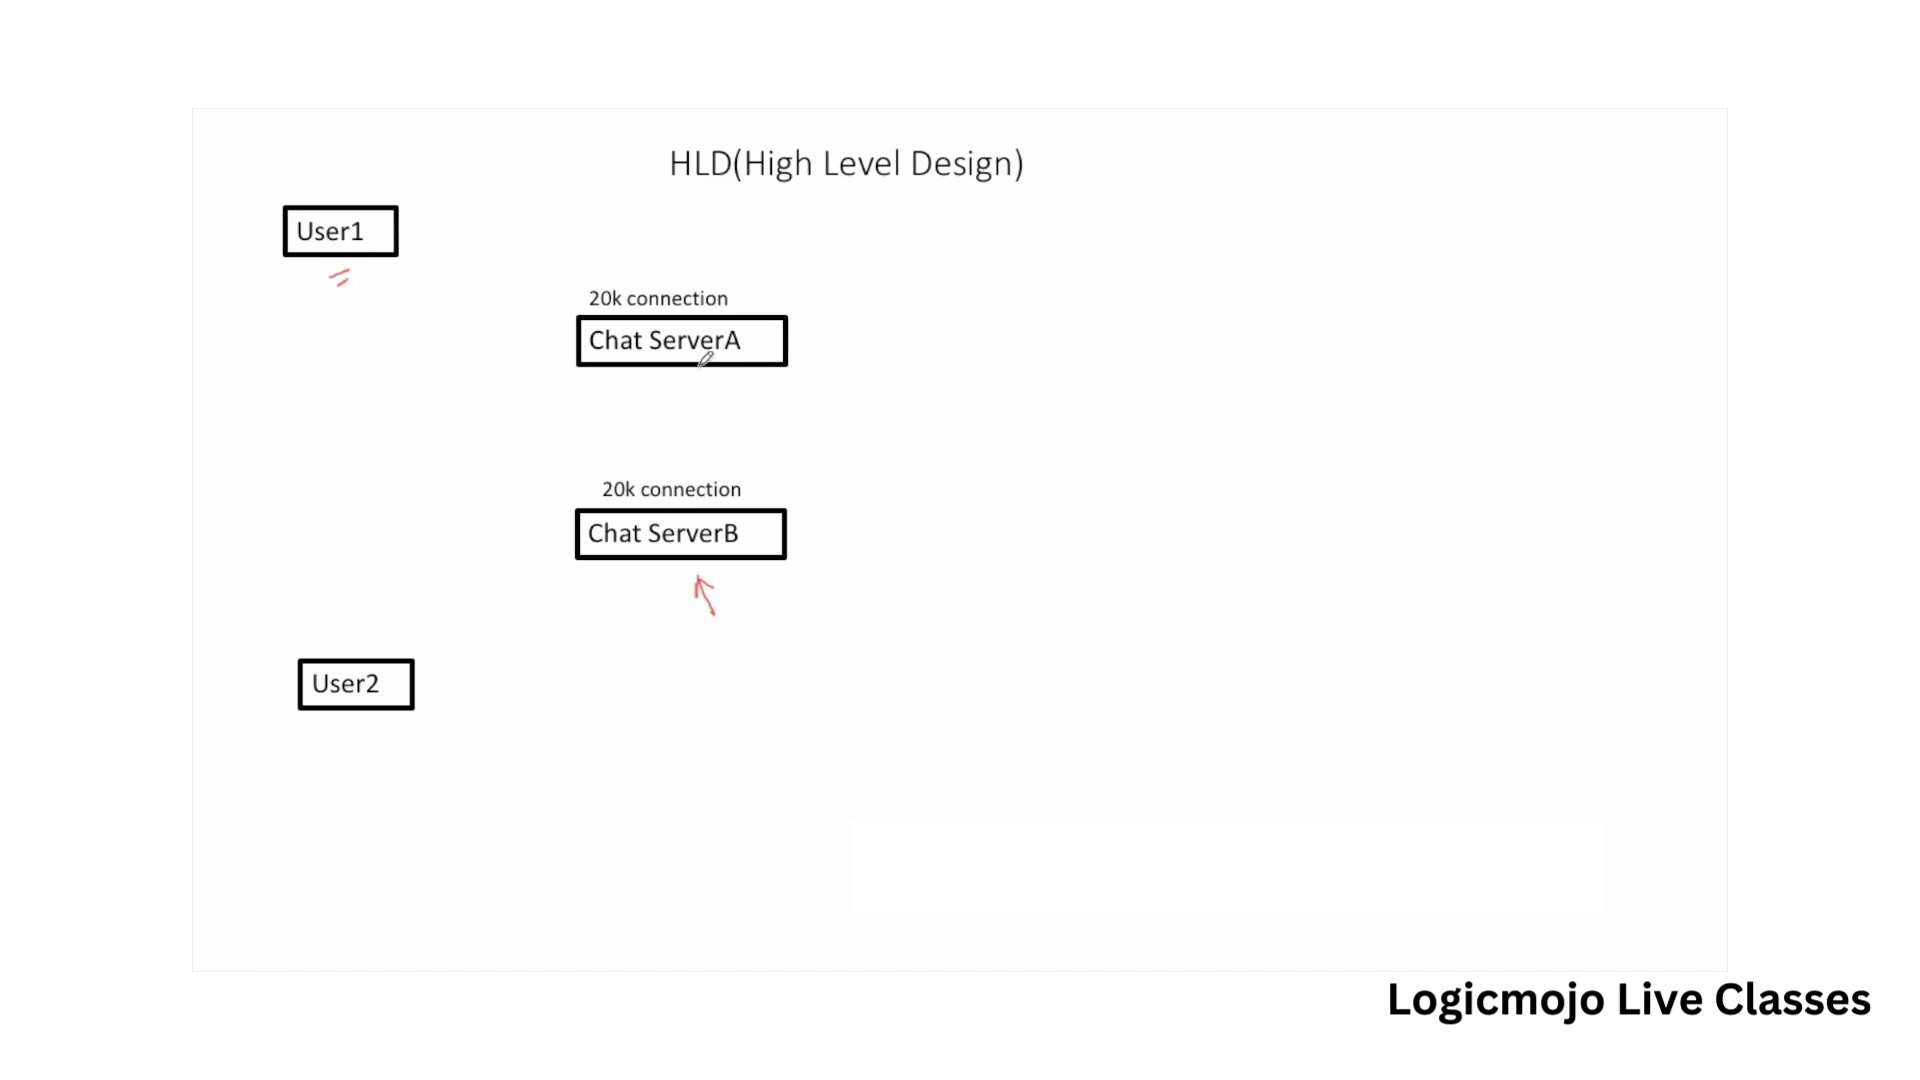 HLD(High Level Design)
User1
20k connection
Chat ServerA
20k connection
Chat ServerB
User2
Logicmojo Live Classes